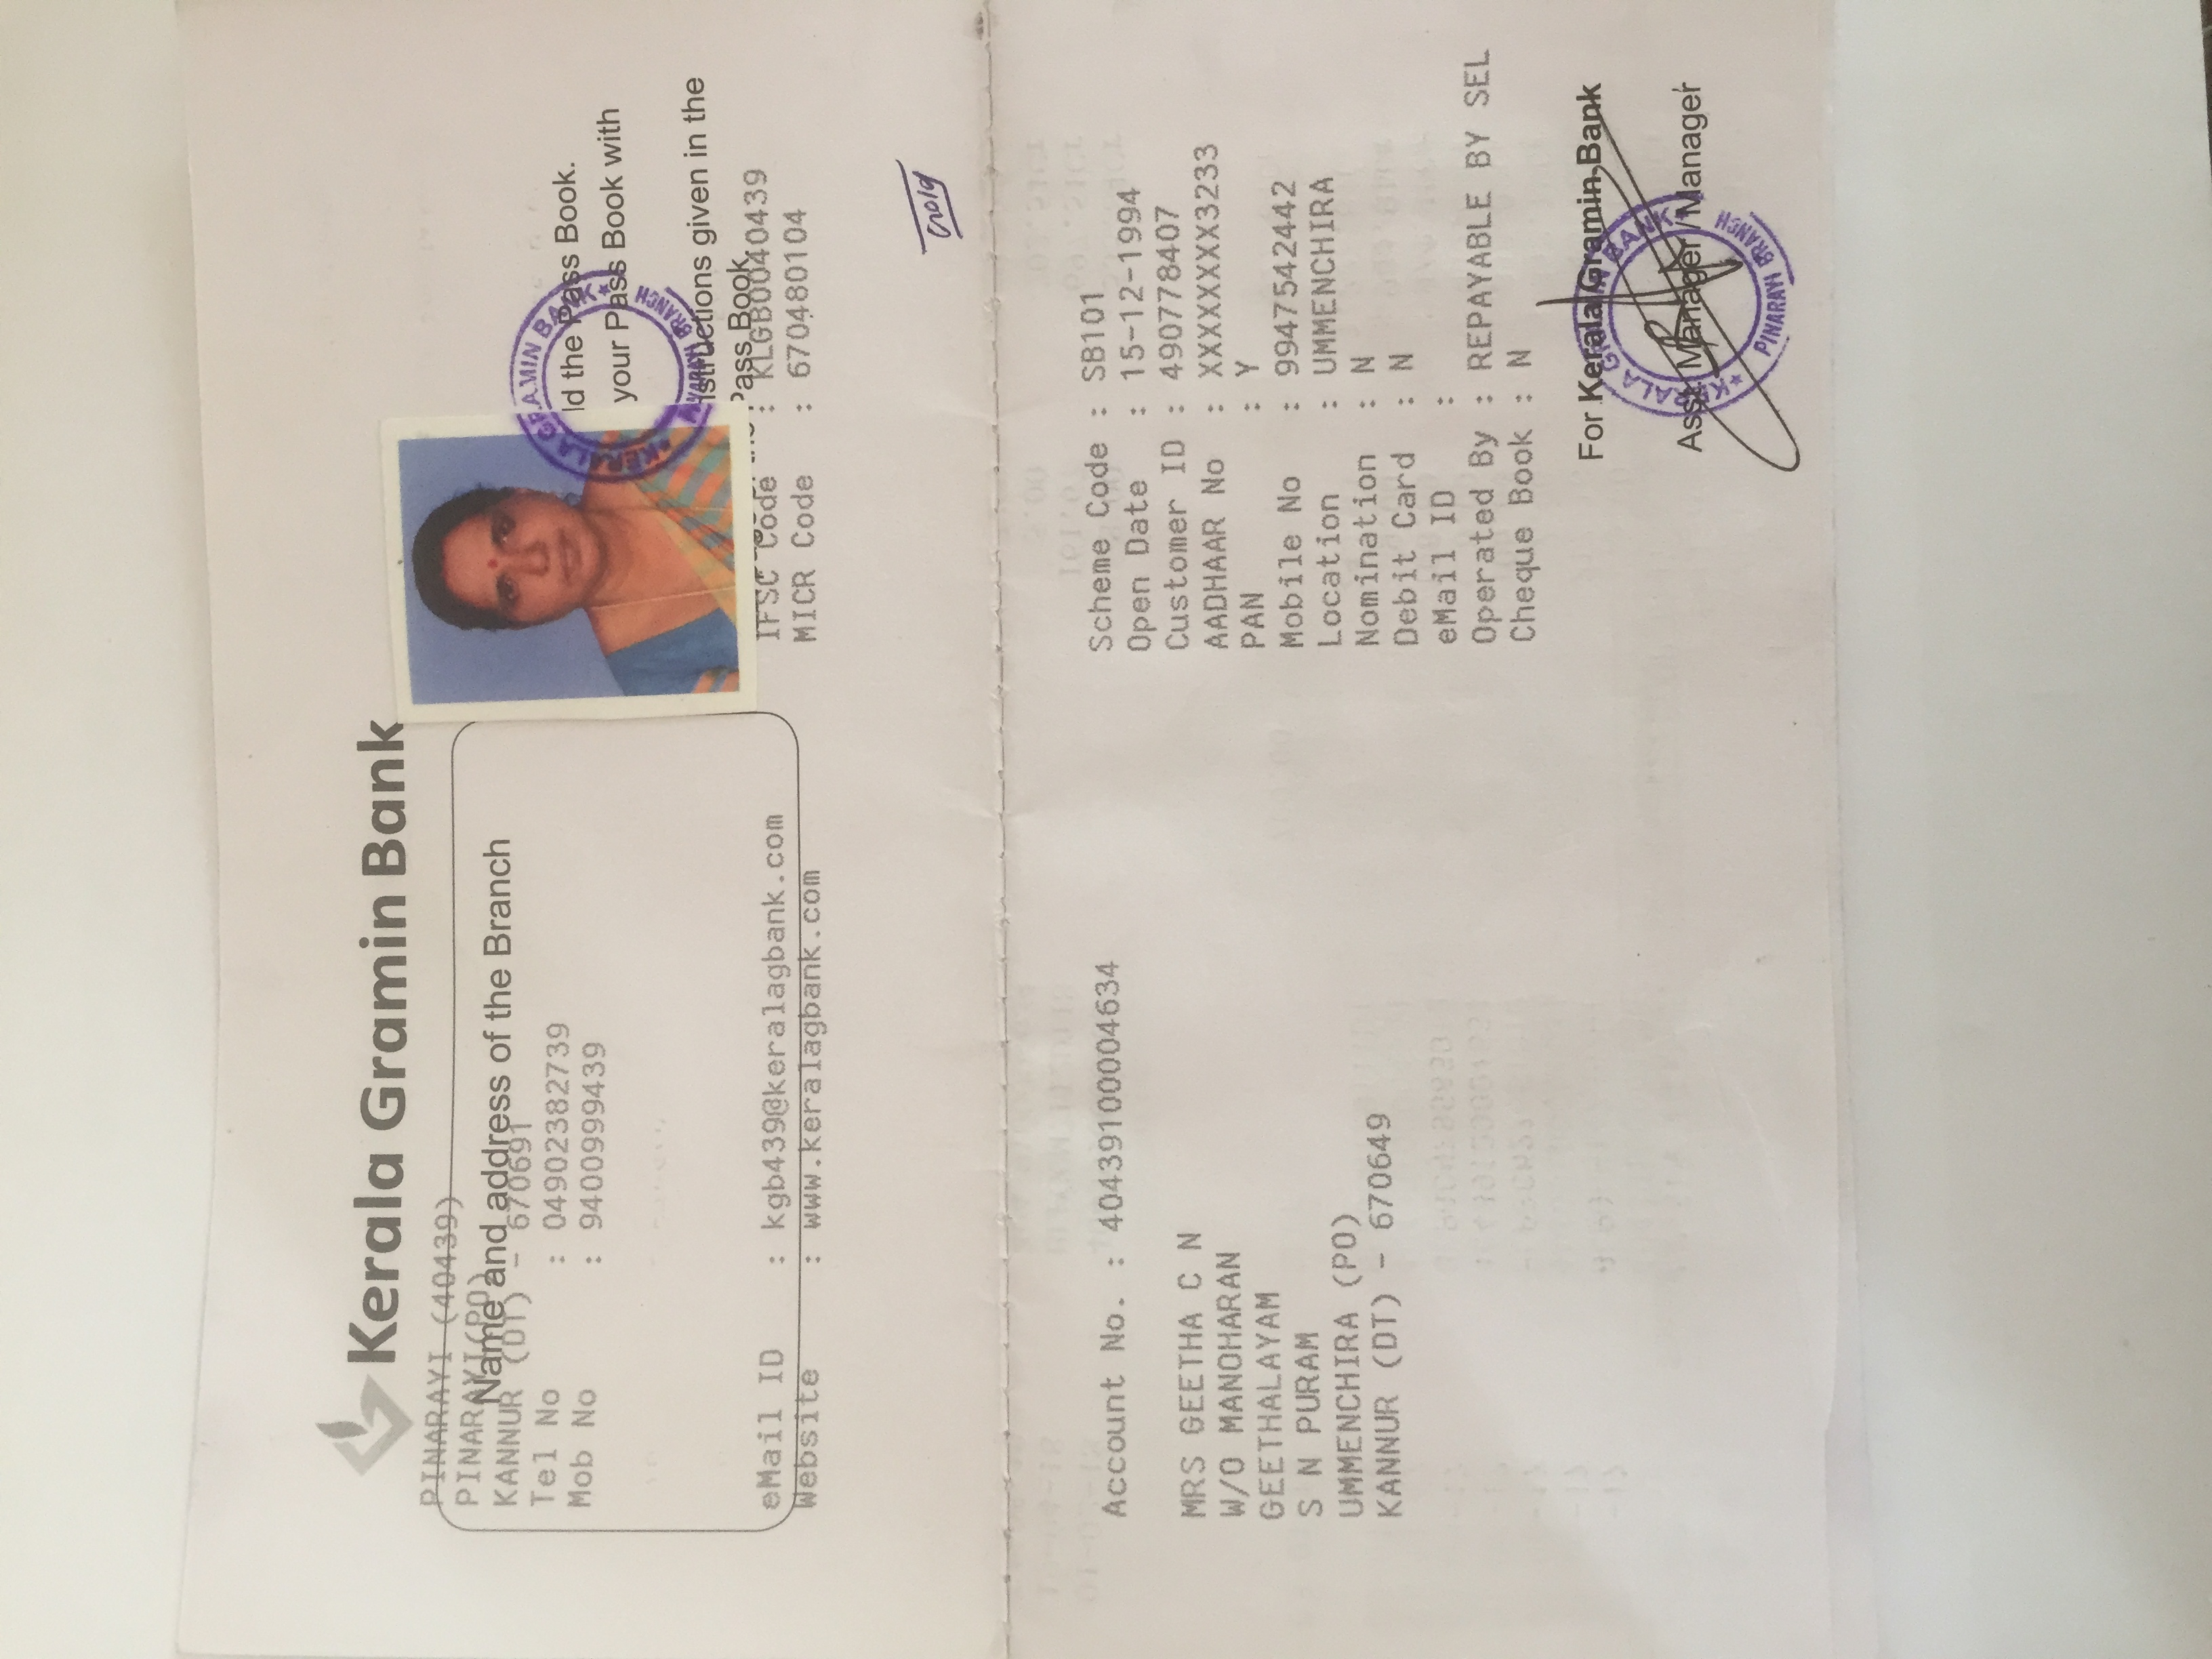 Kerala Gramin Bank
PINARAYI (40439)
PINARAYI(PO)
Name and address of the Branch
KANNUR (DT) - 670691
Tel No : 04902382739
Mob No : 9400999439
KERALA GRAMIN BANK
PINARAYI BRANCH
the Pass Book.
your Pass Book with
given in the
Pass Book.
eMail ID : kgb439@keralagbank.com
Website : www.keralagbank.com
IFSC Code : KLGB0040439
MICR Code : 670480104
Account No. : 40439100004634
MRS GEETHA C N
W/O MANOHARAN
GEETHALAYAM
S N PURAM
UMMENCHIRA (PO)
KANNUR (DT) - 670649
Scheme Code : SB101
Open Date : 15-12-1994
Customer ID : 490778407
AADHAAR No : XXXXXXXX3233
PAN : Y
Mobile No : 9947542442
Location : UMMENCHIRA
Nomination : N
Debit Card : N
eMail ID :
Operated By : REPAYABLE BY SEL
Cheque Book : N
For Kerala Gramin Bank
Asst. Manager / Manager
KERALA GRAMIN BANK
PINARAYI BRANCH